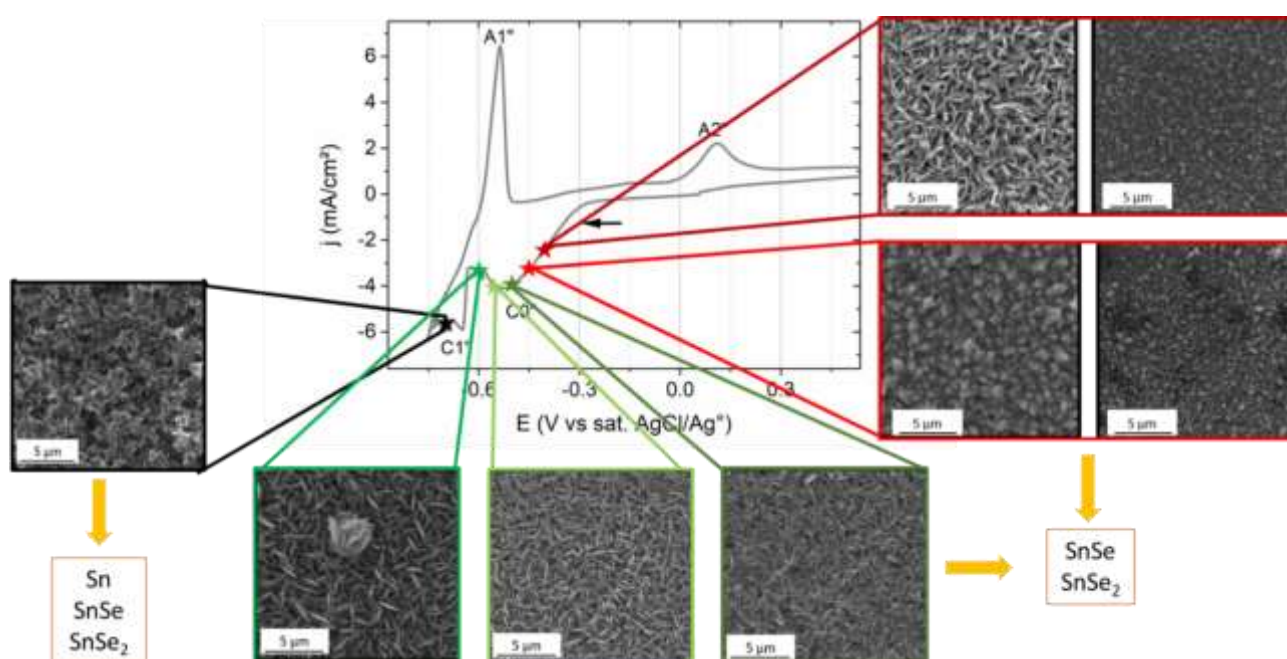 A1"
A2"
C0"
C1"
6
4
2
0
-2
-4
-6
j (mA/cm²)
-0.6
-0.3
0.0
0.3
E (V vs sat. AgCl/Ag°)
5 µm
5 µm
5 µm
5 µm
5 µm
5 µm
5 µm
5 µm
Sn
SnSe
SnSe₂
SnSe
SnSe₂